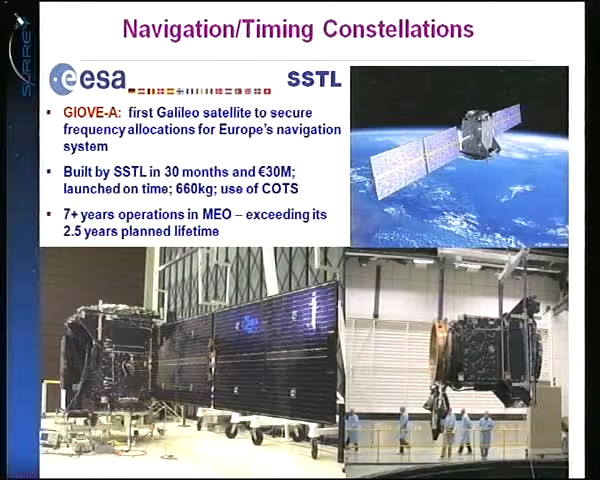 SURREY
Navigation/Timing Constellations
esa
SSTL
▪ GIOVE-A: first Galileo satellite to secure
frequency allocations for Europe's navigation
system
▪ Built by SSTL in 30 months and €30M;
launched on time; 660kg; use of COTS
▪ 7+ years operations in MEO – exceeding its
2.5 years planned lifetime